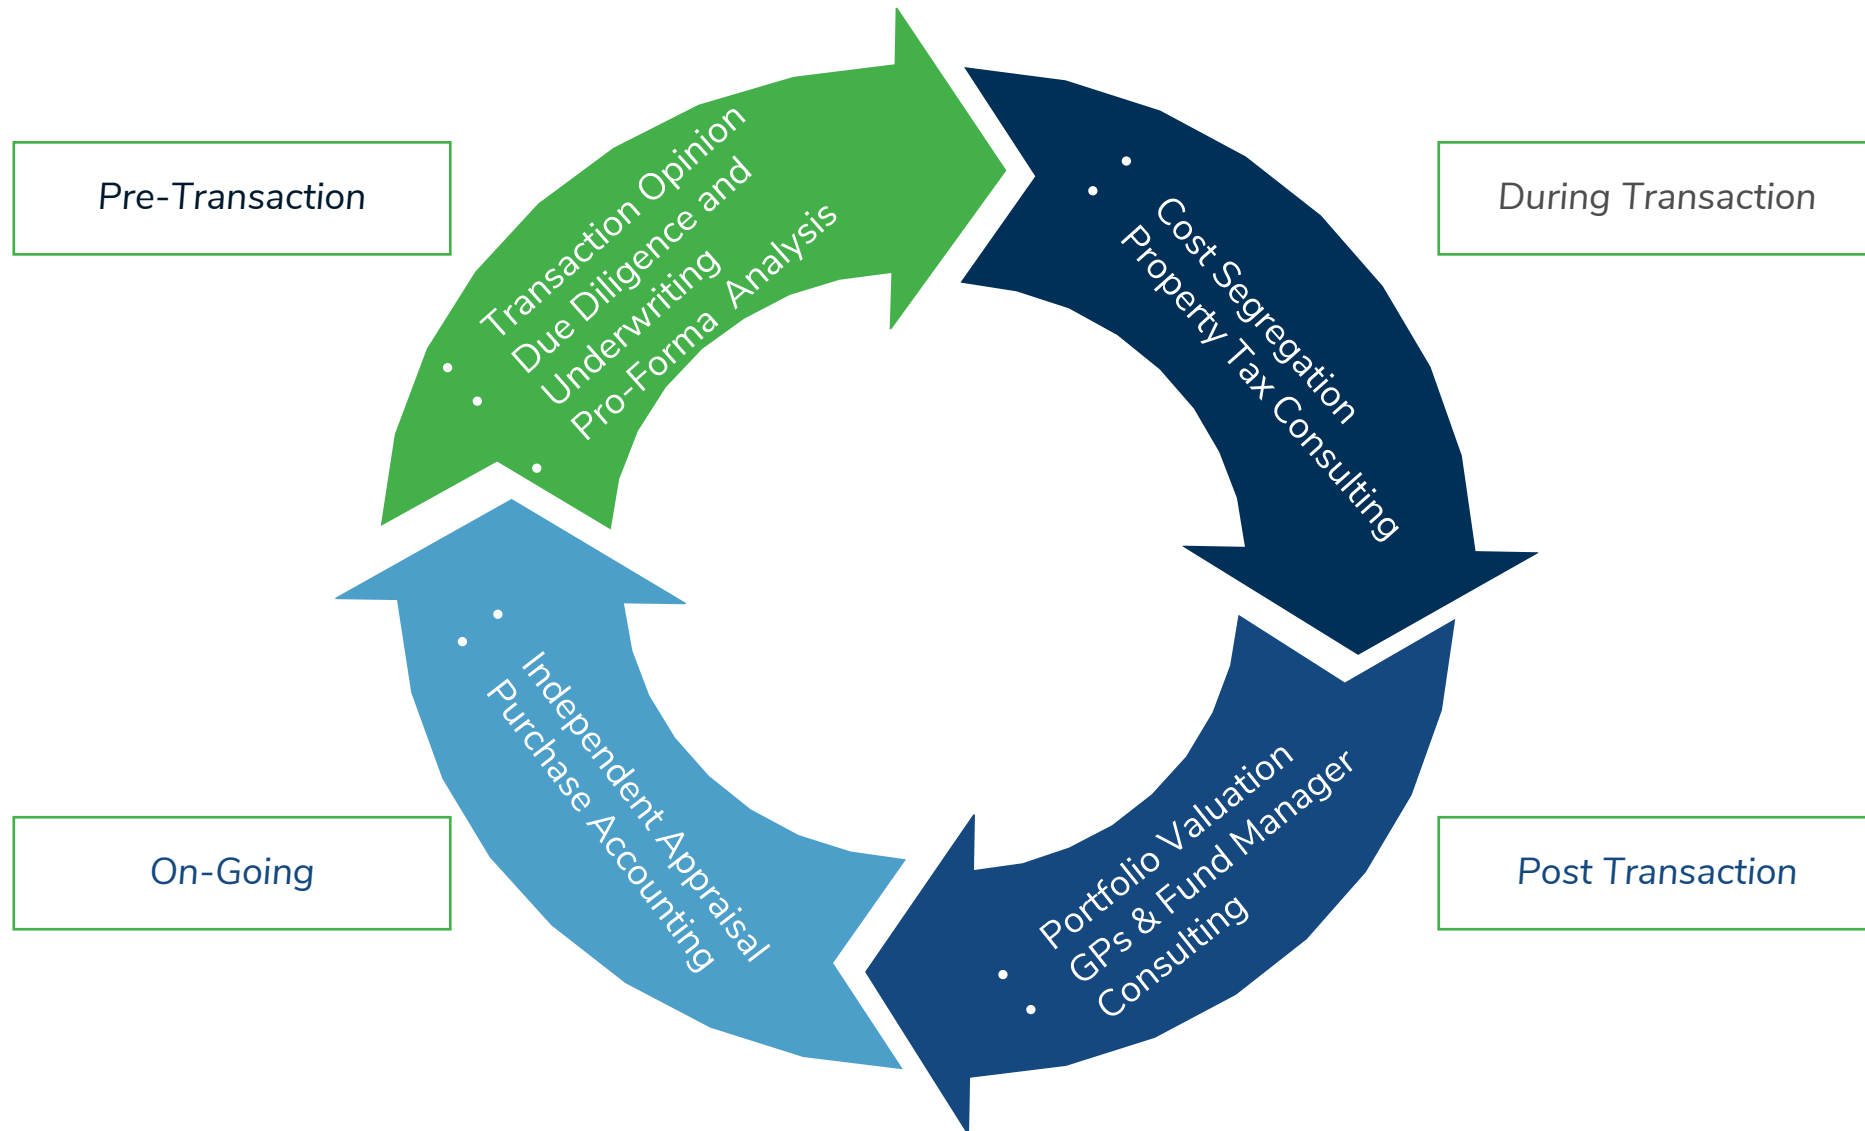 Pre-Transaction
• Transaction Opinion
• Due Diligence and
Underwriting
• Pro-Forma Analysis
During Transaction
• Cost Segregation
• Property Tax Consulting
Post Transaction
• Portfolio Valuation
• GPs & Fund Manager
Consulting
On-Going
• Independent Appraisal
• Purchase Accounting